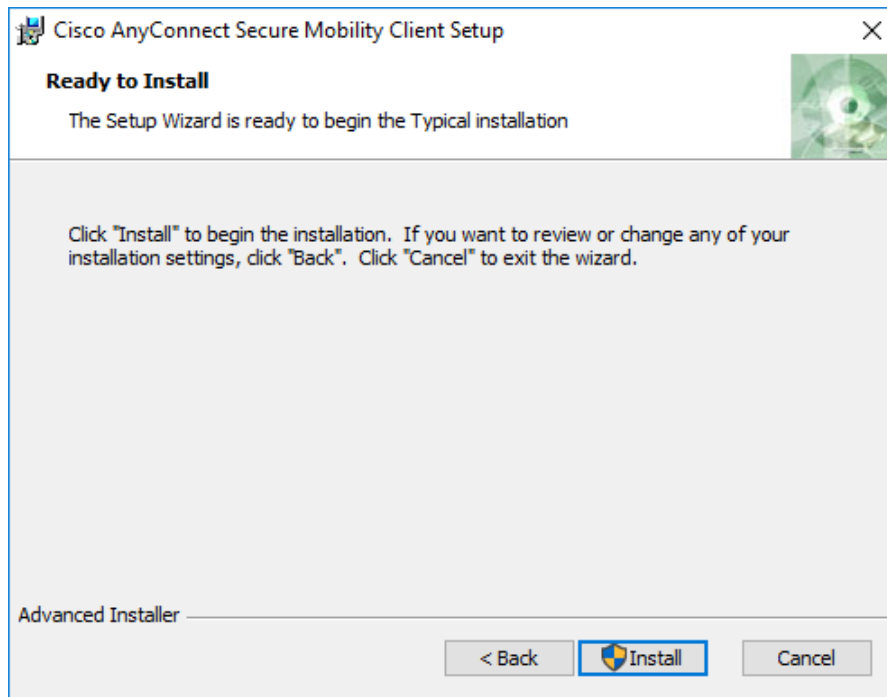 Cisco AnyConnect Secure Mobility Client Setup
Ready to Install
The Setup Wizard is ready to begin the Typical installation
Click "Install" to begin the installation.  If you want to review or change any of your
installation settings, click "Back".  Click "Cancel" to exit the wizard.
Advanced Installer
< Back
Install
Cancel